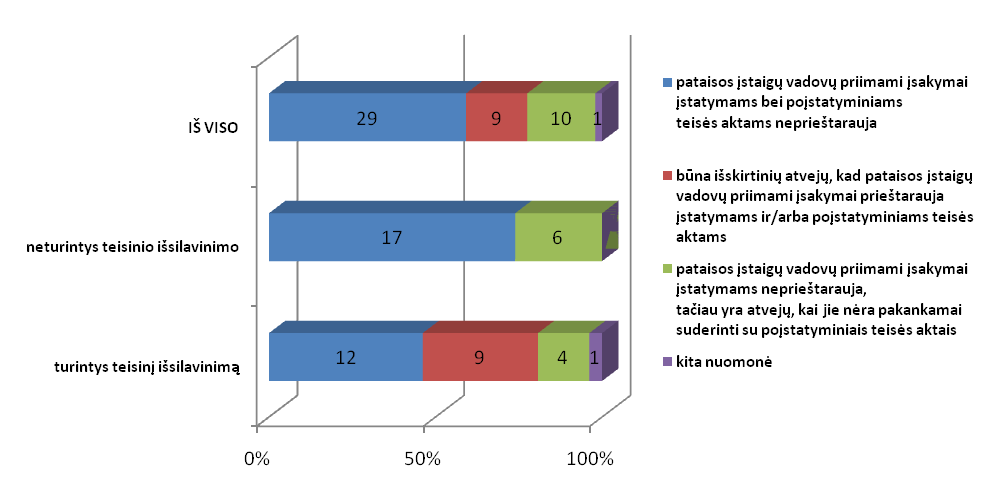 IŠ VISO
29 9 10 1
neturintys teisinio išsilavinimo
17 6
turintys teisinį išsilavinimą
12 9 4 1
0% 50% 100%
pataisos įstaigų vadovų priimami įsakymai
įstatymams bei poįstatyminiams
teisės aktams neprieštarauja
būna išskirtinių atvejų, kad pataisos įstaigų
vadovų priimami įsakymai prieštarauja
įstatymams ir/arba poįstatyminiams teisės
aktams
pataisos įstaigų vadovų priimami įsakymai
įstatymams neprieštarauja,
tačiau yra atvejų, kai jie nėra pakankamai
suderinti su poįstatyminiais teisės aktais
kita nuomonė